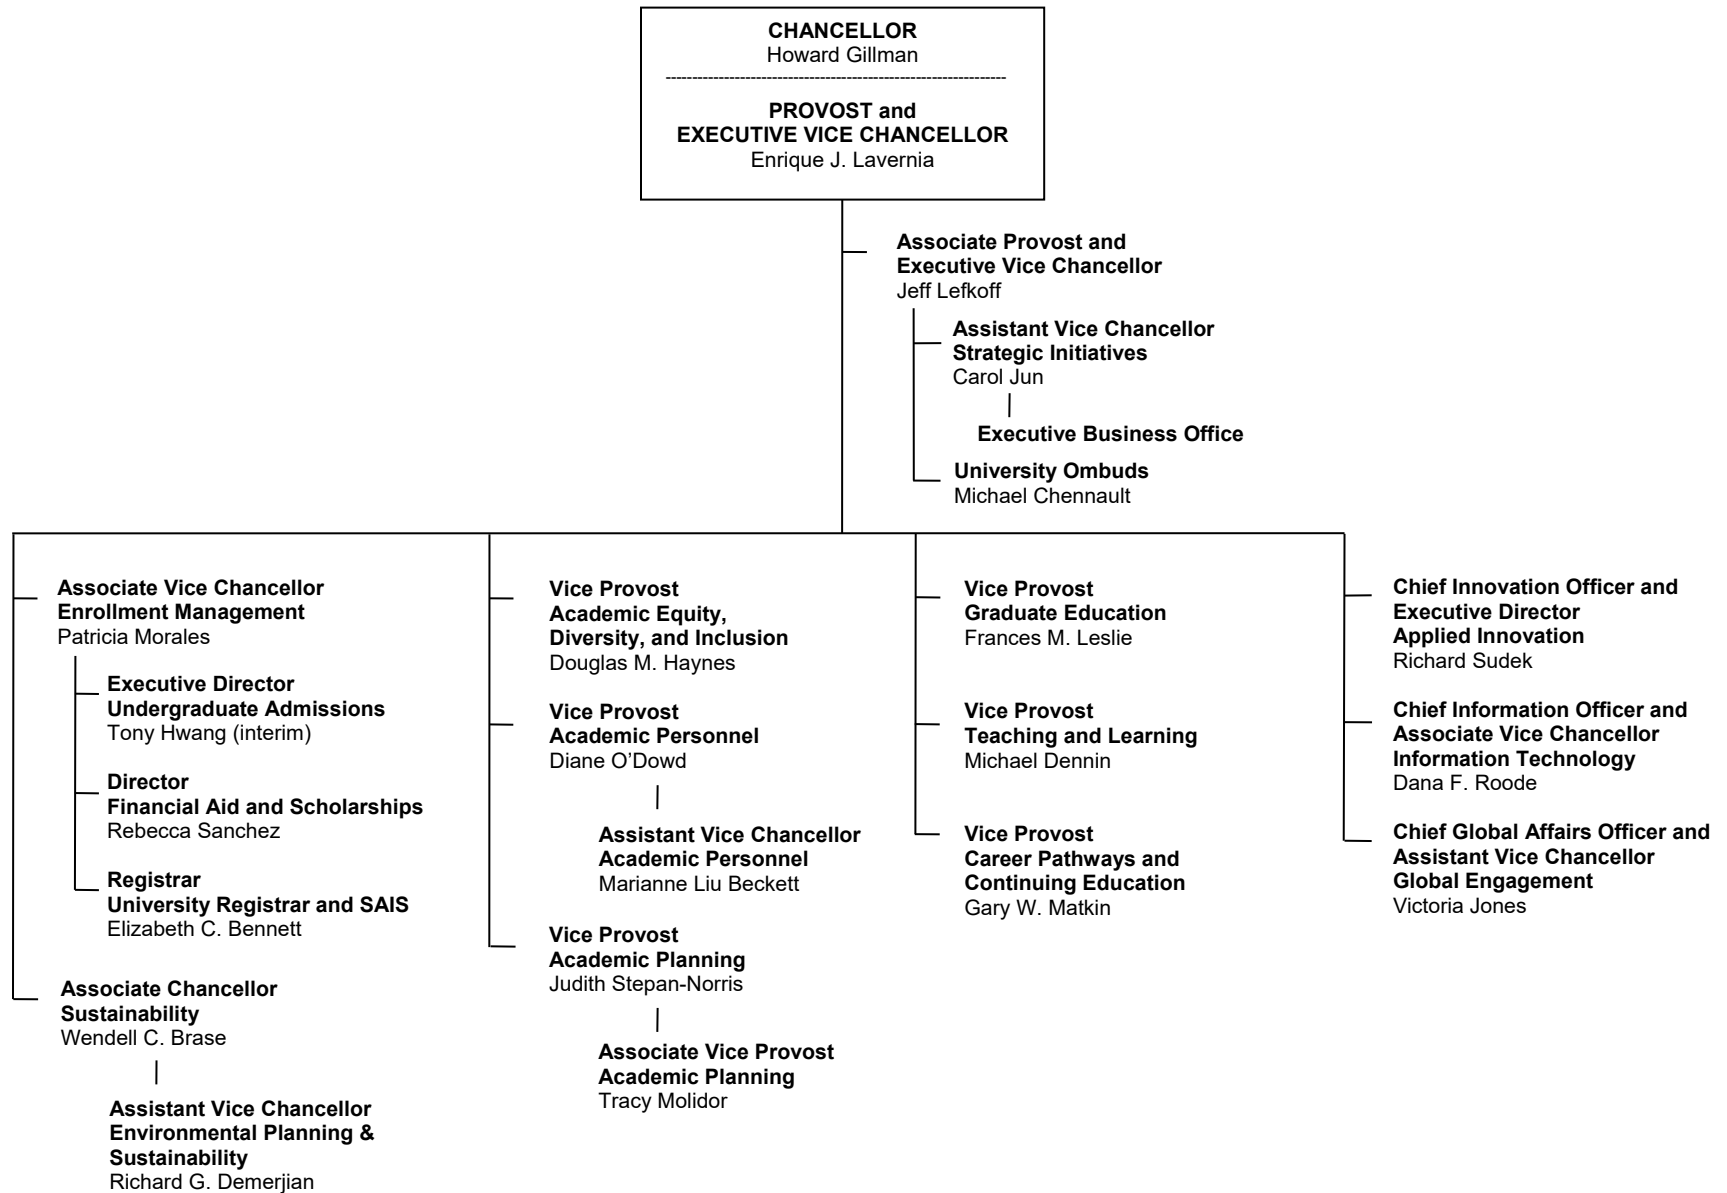 CHANCELLOR
Howard Gillman
----------------------------------------------------------------
PROVOST and
EXECUTIVE VICE CHANCELLOR
Enrique J. Lavernia
Associate Provost and
Executive Vice Chancellor
Jeff Lefkoff
Assistant Vice Chancellor
Strategic Initiatives
Carol Jun
Executive Business Office
University Ombuds
Michael Chennault
Associate Vice Chancellor
Enrollment Management
Patricia Morales
Executive Director
Undergraduate Admissions
Tony Hwang (interim)
Director
Financial Aid and Scholarships
Rebecca Sanchez
Registrar
University Registrar and SAIS
Elizabeth C. Bennett
Associate Chancellor
Sustainability
Wendell C. Brase
Assistant Vice Chancellor
Environmental Planning &
Sustainability
Richard G. Demerjian
Vice Provost
Academic Equity,
Diversity, and Inclusion
Douglas M. Haynes
Vice Provost
Academic Personnel
Diane O’Dowd
Assistant Vice Chancellor
Academic Personnel
Marianne Liu Beckett
Vice Provost
Academic Planning
Judith Stepan-Norris
Associate Vice Provost
Academic Planning
Tracy Molidor
Vice Provost
Graduate Education
Frances M. Leslie
Vice Provost
Teaching and Learning
Michael Dennin
Vice Provost
Career Pathways and
Continuing Education
Gary W. Matkin
Chief Innovation Officer and
Executive Director
Applied Innovation
Richard Sudek
Chief Information Officer and
Associate Vice Chancellor
Information Technology
Dana F. Roode
Chief Global Affairs Officer and
Assistant Vice Chancellor
Global Engagement
Victoria Jones